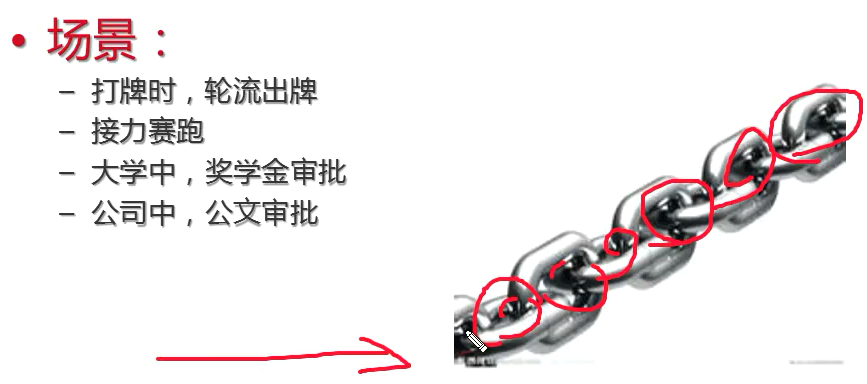 • 场景：
– 打牌时，轮流出牌
– 接力赛跑
– 大学中，奖学金审批
– 公司中，公文审批